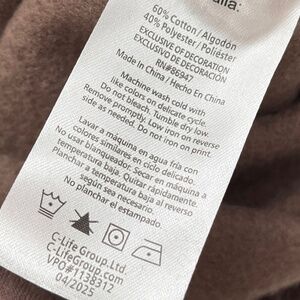 60% Cotton / Algodón
40% Polyester / Poliéster
EXCLUSIVE OF DECORATION
EXCLUSIVO DE DECORACIÓN
RN#86947
Made In China / Hecho En China
Machine wash cold with
like colors on delicate cycle.
Do not bleach. Tumble dry low.
Remove promptly. Low iron on reverse
side as needed. Do not iron on print.
Lavar a máquina en agua fría con
colores similares en ciclo delicado.
No usar blanqueador. Secar en máquina a
temperatura baja. Quitar rápidamente.
Planchar a temperatura baja al reverso
según sea necesario.
No planchar el estampado.
C-Life Group.Ltd.
C-LifeGroup.com
VPO#1138312
04/2025